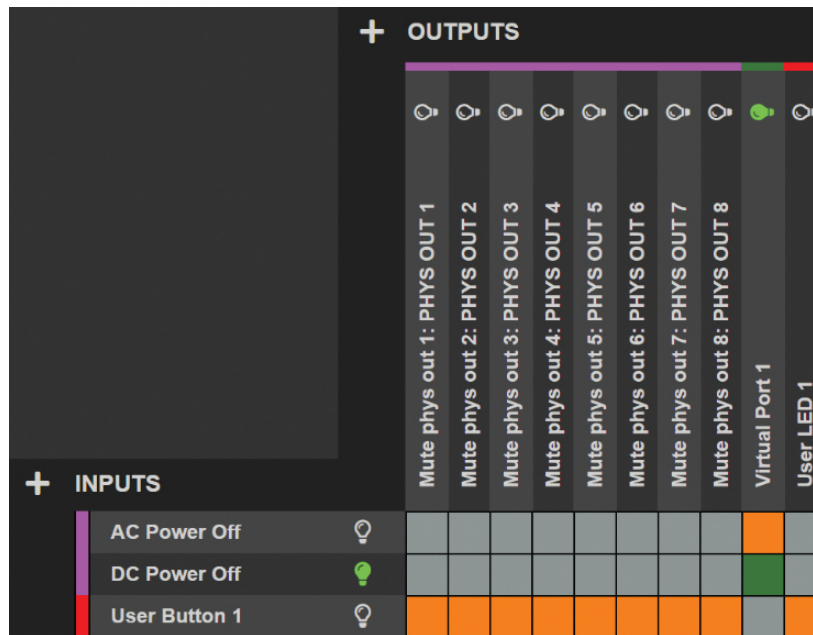 OUTPUTS
Mute phys out 1: PHYS OUT 1
Mute phys out 2: PHYS OUT 2
Mute phys out 3: PHYS OUT 3
Mute phys out 4: PHYS OUT 4
Mute phys out 5: PHYS OUT 5
Mute phys out 6: PHYS OUT 6
Mute phys out 7: PHYS OUT 7
Mute phys out 8: PHYS OUT 8
Virtual Port 1
User LED 1
INPUTS
AC Power Off
DC Power Off
User Button 1